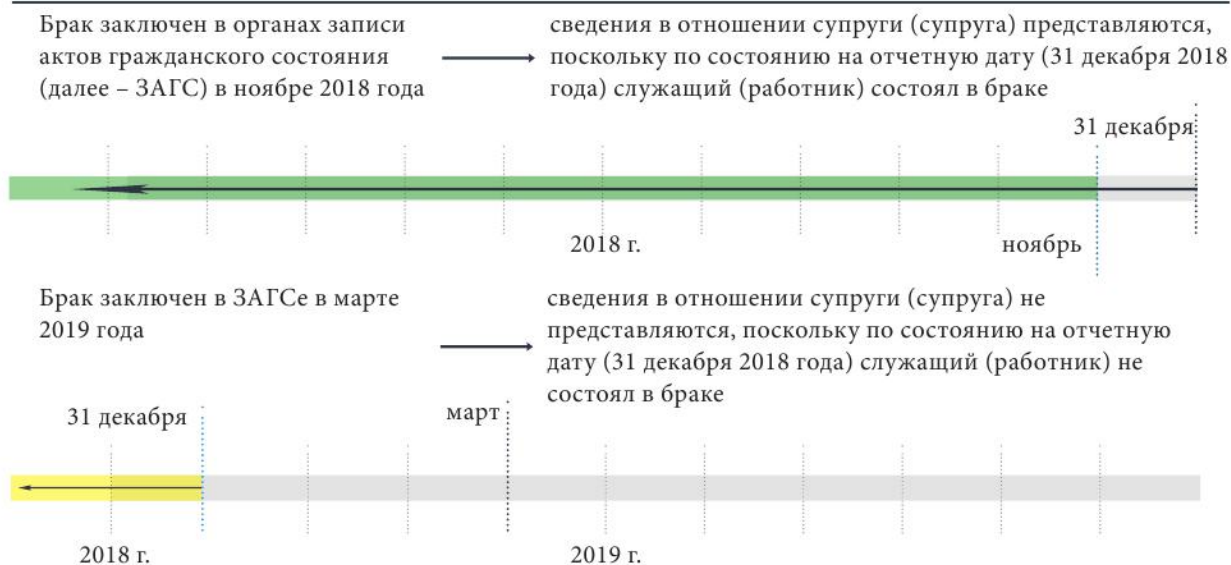 Брак заключен в органах записи
актов гражданского состояния
(далее – ЗАГС) в ноябре 2018 года
сведения в отношении супруги (супруга) представляются,
поскольку по состоянию на отчетную дату (31 декабря 2018
года) служащий (работник) состоял в браке
31 декабря
2018 г.
ноябрь
Брак заключен в ЗАГСе в марте
2019 года
сведения в отношении супруги (супруга) не
представляются, поскольку по состоянию на отчетную
дату (31 декабря 2018 года) служащий (работник) не
состоял в браке
31 декабря
март
2018 г.
2019 г.